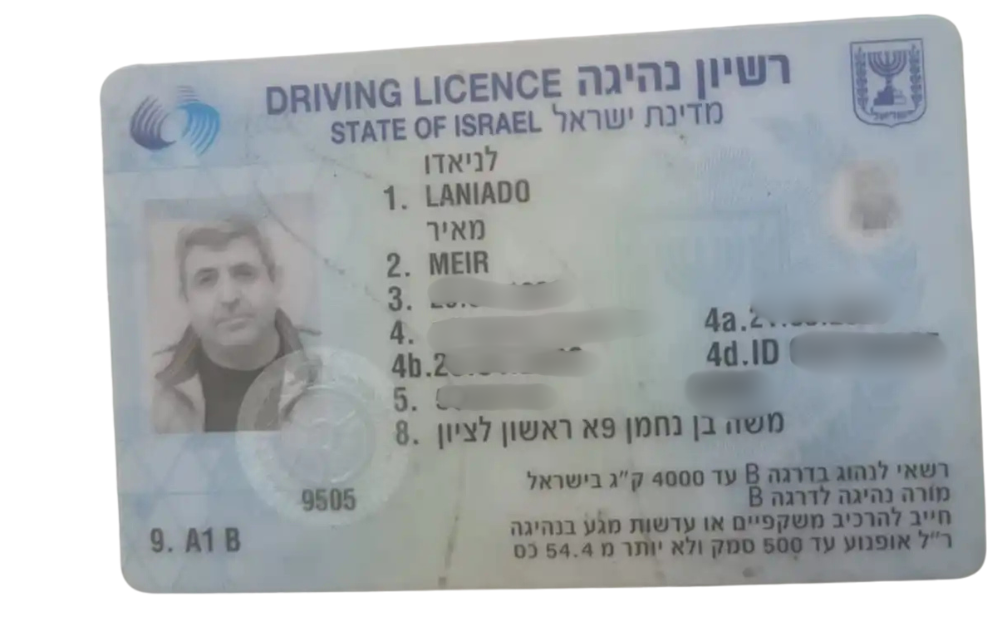 DRIVING LICENCE רשיון נהיגה
STATE OF ISRAEL מדינת ישראל
לניאדו
1. LANIADO
מאיר
2. MEIR
3.
4. 4a.
4b. 4d.ID
5.
8. משה בן נחמן 9א ראשון לציון
9505
9. A1 B
רשאי לנהוג בדרגה B עד 4000 ק"ג בישראל
מורה נהיגה לדרגה B
חייב להרכיב משקפיים או עדשות מגע בנהיגה
ר"ל אופנוע עד 500 סמק ולא יותר מ 54.4 כס